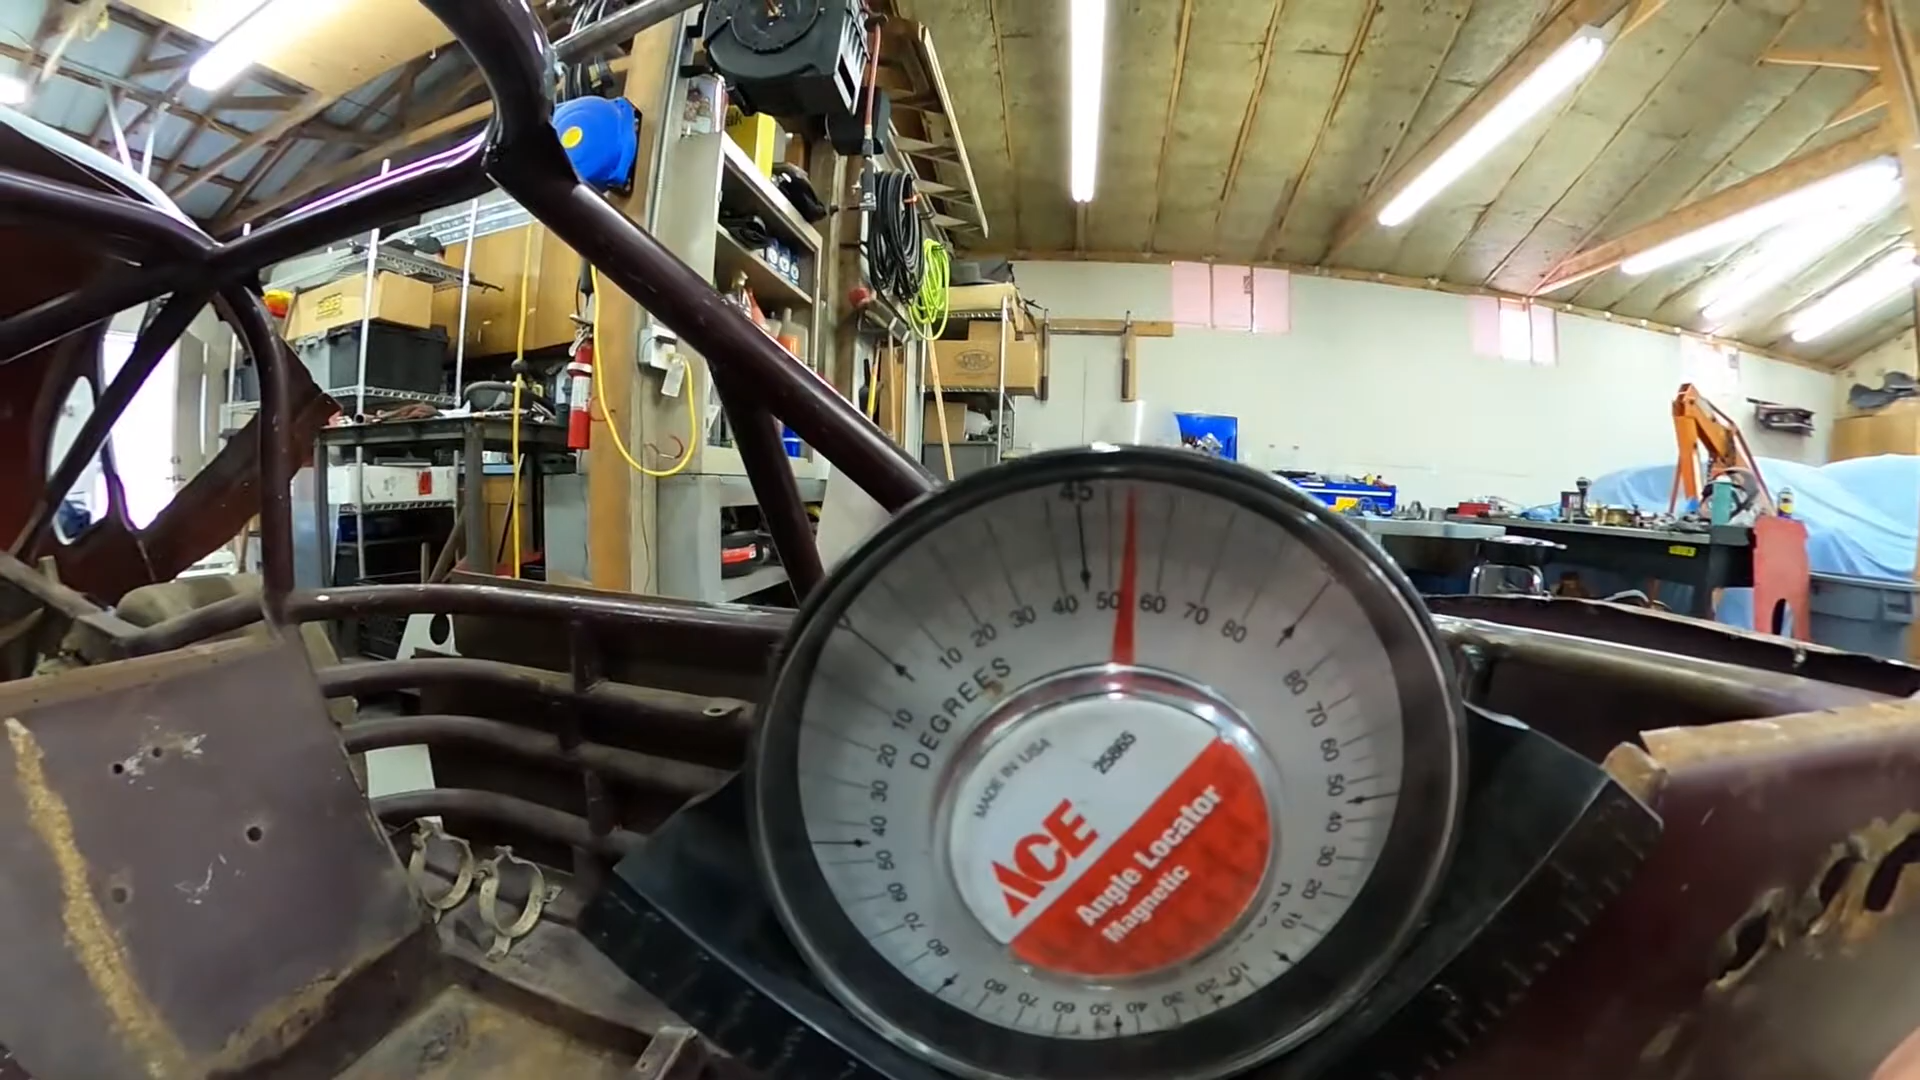 45
0 10 20 30 40 50 60 70 80
DEGREES
10 20 30 40 50 60 70 80
80 70 60 50 40 30 20 10
80 70 60 50 40 30 20 10
MADE IN USA
25865
ACE
Angle Locator
Magnetic